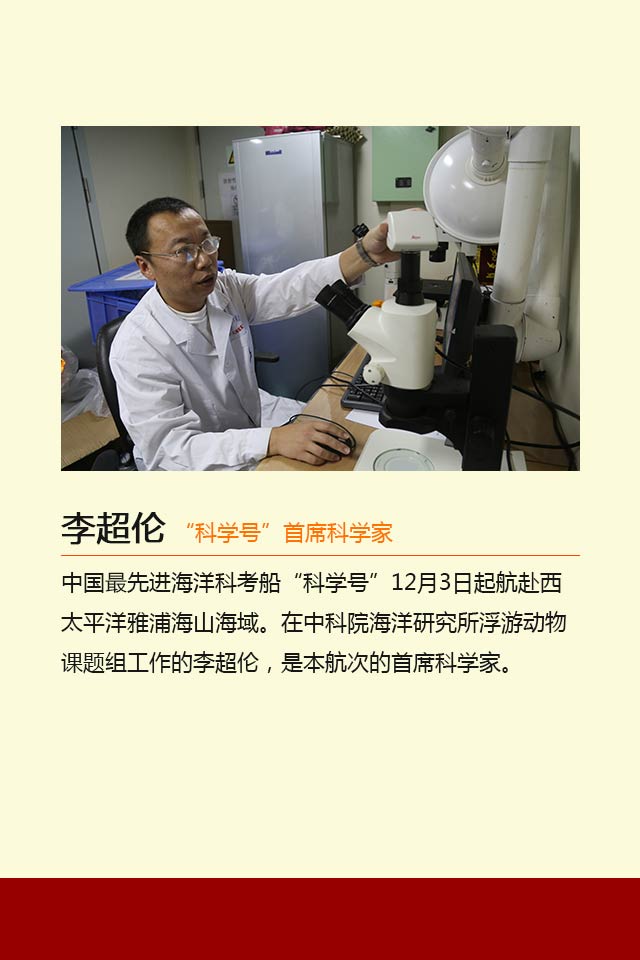 李超伦 “科学号”首席科学家
中国最先进海洋科考船“科学号”12月3日起航赴西
太平洋雅浦海山海域。在中科院海洋研究所浮游动物
课题组工作的李超伦，是本航次的首席科学家。